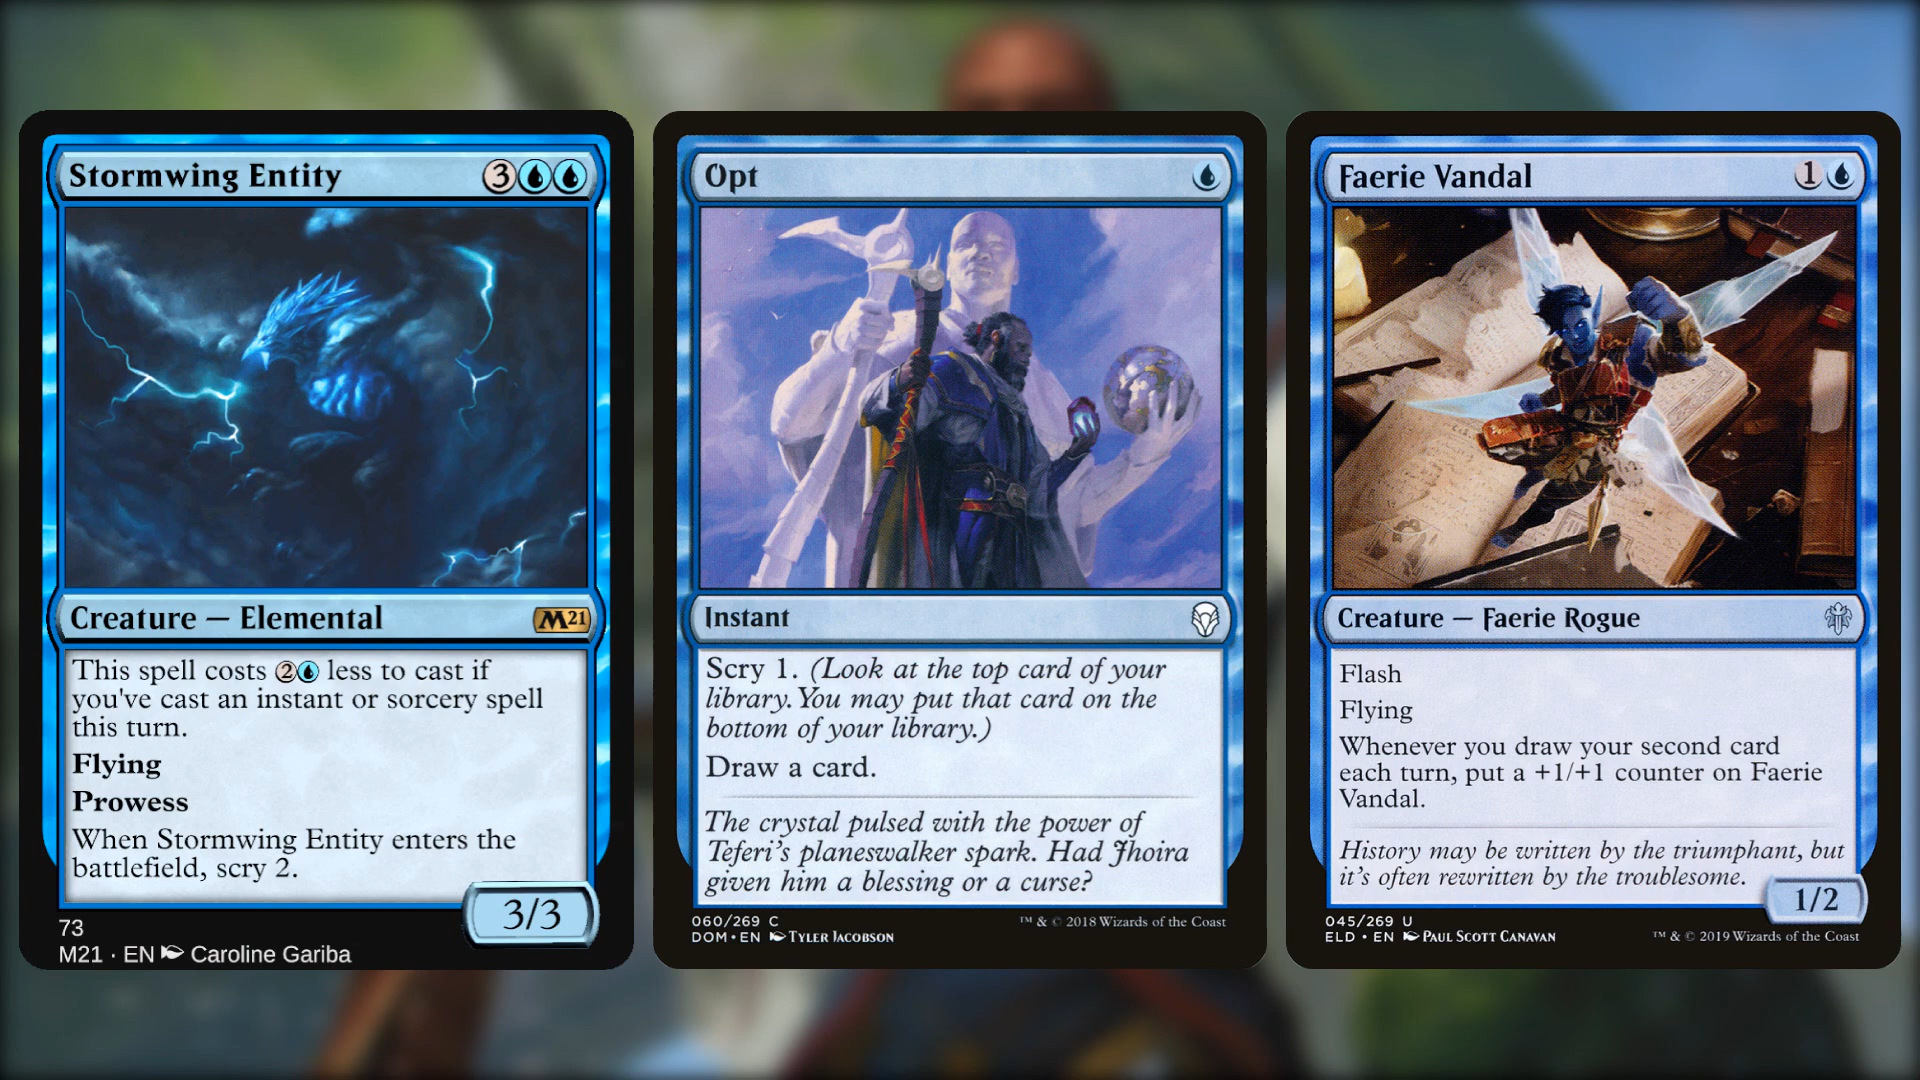 Stormwing Entity 3
Creature — Elemental M21
This spell costs 2 less to cast if
you've cast an instant or sorcery spell
this turn.
Flying
Prowess
When Stormwing Entity enters the
battlefield, scry 2.
3/3
73
M21 · EN Caroline Gariba
Opt
Instant
Scry 1. (Look at the top card of your
library. You may put that card on the
bottom of your library.)
Draw a card.
The crystal pulsed with the power of
Teferi's planeswalker spark. Had Jhoira
given him a blessing or a curse?
060/269 C
DOM • EN Tyler Jacobson
™ & © 2018 Wizards of the Coast
Faerie Vandal 1
Creature — Faerie Rogue
Flash
Flying
Whenever you draw your second card
each turn, put a +1/+1 counter on Faerie
Vandal.
History may be written by the triumphant, but
it's often rewritten by the troublesome.
1/2
045/269 U
ELD • EN Paul Scott Canavan
™ & © 2019 Wizards of the Coast